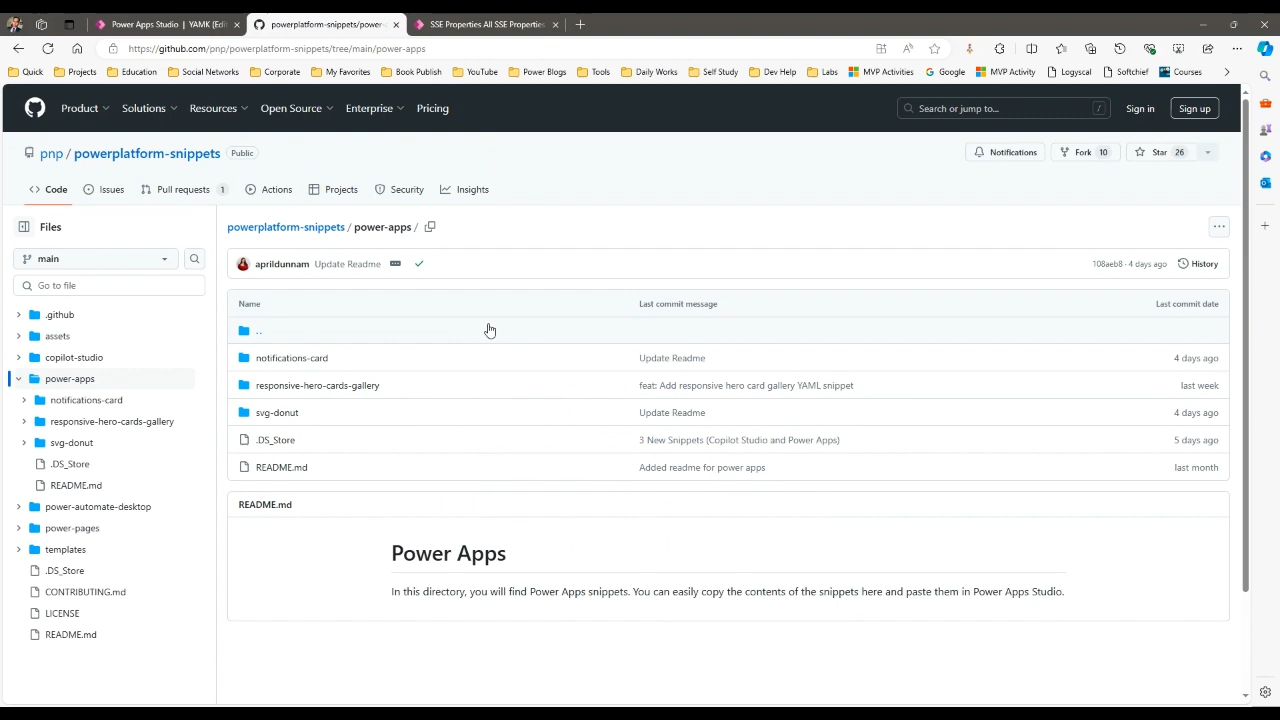 Power Apps Studio | YAMK (Edit
powerplatform-snippets/power-
SSE Properties All SSE Properties
https://github.com/pnp/powerplatform-snippets/tree/main/power-apps
Quick Projects Education Social Networks Corporate My Favorites Book Publish YouTube Power Blogs Tools Daily Works Self Study Dev Help Labs MVP Activities Google MVP Activity Logyscal Softchief Courses
Product Solutions Resources Open Source Enterprise Pricing
Search or jump to... /
Sign in
Sign up
pnp / powerplatform-snippets Public
Notifications
Fork 10
Star 26
Code Issues Pull requests 1 Actions Projects Security Insights
Files
main
Go to file
.github
assets
copilot-studio
power-apps
notifications-card
responsive-hero-cards-gallery
svg-donut
.DS_Store
README.md
power-automate-desktop
power-pages
templates
.DS_Store
CONTRIBUTING.md
LICENSE
README.md
powerplatform-snippets / power-apps /
aprildunnam Update Readme
108aeb8 · 4 days ago History
Name Last commit message Last commit date
..
notifications-card Update Readme 4 days ago
responsive-hero-cards-gallery feat: Add responsive hero card gallery YAML snippet last week
svg-donut Update Readme 4 days ago
.DS_Store 3 New Snippets (Copilot Studio and Power Apps) 5 days ago
README.md Added readme for power apps last month
README.md
Power Apps
In this directory, you will find Power Apps snippets. You can easily copy the contents of the snippets here and paste them in Power Apps Studio.